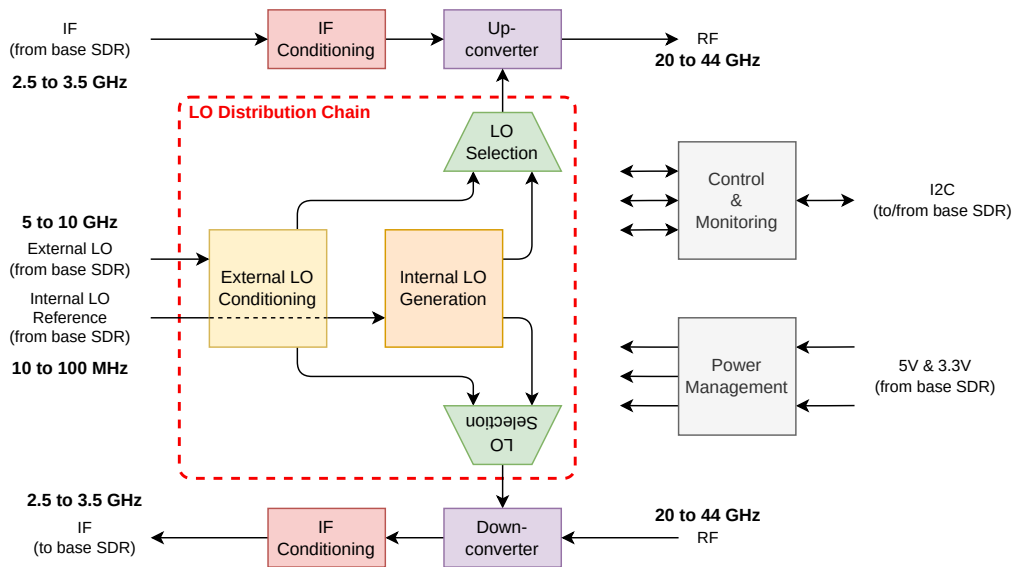 IF
(from base SDR)
2.5 to 3.5 GHz
IF
Conditioning
Up-
converter
RF
20 to 44 GHz
LO Distribution Chain
LO
Selection
Control
&
Monitoring
I2C
(to/from base SDR)
5 to 10 GHz
External LO
(from base SDR)
Internal LO
Reference
(from base SDR)
10 to 100 MHz
External LO
Conditioning
Internal LO
Generation
Power
Management
5V & 3.3V
(from base SDR)
LO
Selection
2.5 to 3.5 GHz
IF
(to base SDR)
IF
Conditioning
Down-
converter
20 to 44 GHz
RF